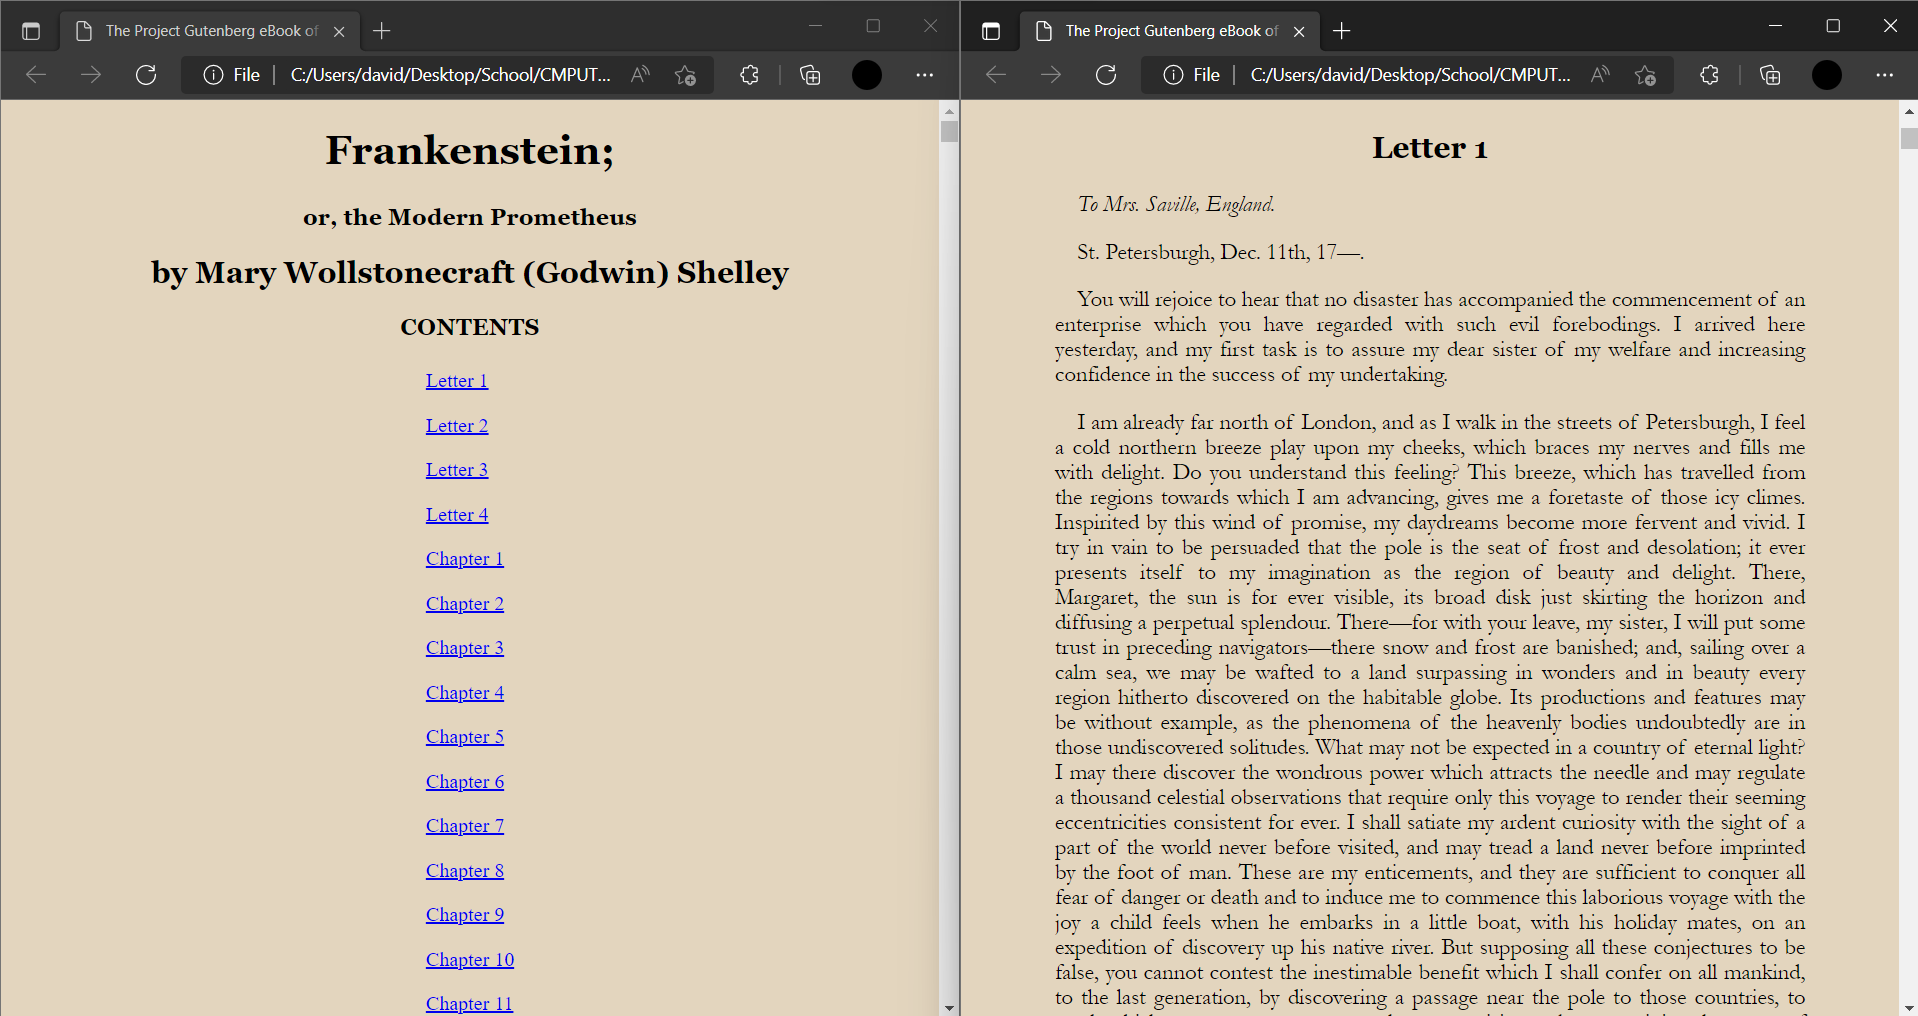 The Project Gutenberg eBook of
File
C:/Users/david/Desktop/School/CMPUT...
Frankenstein;
or, the Modern Prometheus
by Mary Wollstonecraft (Godwin) Shelley
CONTENTS
Letter 1
Letter 2
Letter 3
Letter 4
Chapter 1
Chapter 2
Chapter 3
Chapter 4
Chapter 5
Chapter 6
Chapter 7
Chapter 8
Chapter 9
Chapter 10
Chapter 11
The Project Gutenberg eBook of
File
C:/Users/david/Desktop/School/CMPUT...
Letter 1
To Mrs. Saville, England.
St. Petersburgh, Dec. 11th, 17—.
You will rejoice to hear that no disaster has accompanied the commencement of an
enterprise which you have regarded with such evil forebodings. I arrived here
yesterday, and my first task is to assure my dear sister of my welfare and increasing
confidence in the success of my undertaking.
I am already far north of London, and as I walk in the streets of Petersburgh, I feel
a cold northern breeze play upon my cheeks, which braces my nerves and fills me
with delight. Do you understand this feeling? This breeze, which has travelled from
the regions towards which I am advancing, gives me a foretaste of those icy climes.
Inspirited by this wind of promise, my daydreams become more fervent and vivid. I
try in vain to be persuaded that the pole is the seat of frost and desolation; it ever
presents itself to my imagination as the region of beauty and delight. There,
Margaret, the sun is for ever visible, its broad disk just skirting the horizon and
diffusing a perpetual splendour. There—for with your leave, my sister, I will put some
trust in preceding navigators—there snow and frost are banished; and, sailing over a
calm sea, we may be wafted to a land surpassing in wonders and in beauty every
region hitherto discovered on the habitable globe. Its productions and features may
be without example, as the phenomena of the heavenly bodies undoubtedly are in
those undiscovered solitudes. What may not be expected in a country of eternal light?
I may there discover the wondrous power which attracts the needle and may regulate
a thousand celestial observations that require only this voyage to render their seeming
eccentricities consistent for ever. I shall satiate my ardent curiosity with the sight of a
part of the world never before visited, and may tread a land never before imprinted
by the foot of man. These are my enticements, and they are sufficient to conquer all
fear of danger or death and to induce me to commence this laborious voyage with the
joy a child feels when he embarks in a little boat, with his holiday mates, on an
expedition of discovery up his native river. But supposing all these conjectures to be
false, you cannot contest the inestimable benefit which I shall confer on all mankind,
to the last generation, by discovering a passage near the pole to those countries, to